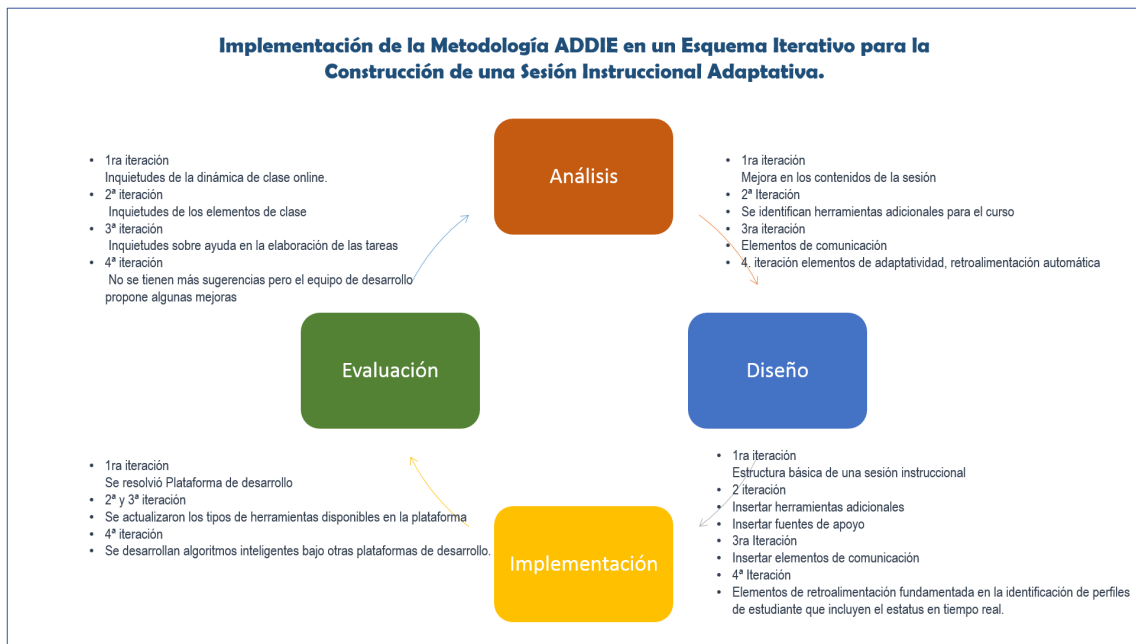 Implementación de la Metodología ADDIE en un Esquema Iterativo para la
Construcción de una Sesión Instruccional Adaptativa.
Análisis
• 1ra iteración
Inquietudes de la dinámica de clase online.
• 2ª iteración
Inquietudes de los elementos de clase
• 3ª iteración
Inquietudes sobre ayuda en la elaboración de las tareas
• 4ª iteración
No se tienen más sugerencias pero el equipo de desarrollo
propone algunas mejoras
• 1ra iteración
Mejora en los contenidos de la sesión
• 2ª Iteración
• Se identifican herramientas adicionales para el curso
• 3ra iteración
• Elementos de comunicación
• 4. iteración elementos de adaptatividad, retroalimentación automática
Evaluación
Diseño
• 1ra iteración
Se resolvió Plataforma de desarrollo
• 2ª y 3ª iteración
• Se actualizaron los tipos de herramientas disponibles en la plataforma
• 4ª iteración
• Se desarrollan algoritmos inteligentes bajo otras plataformas de desarrollo.
Implementación
• 1ra iteración
Estructura básica de una sesión instruccional
• 2 iteración
• Insertar herramientas adicionales
• Insertar fuentes de apoyo
• 3ra Iteración
• Insertar elementos de comunicación
• 4ª Iteración
• Elementos de retroalimentación fundamentada en la identificación de perfiles
de estudiante que incluyen el estatus en tiempo real.